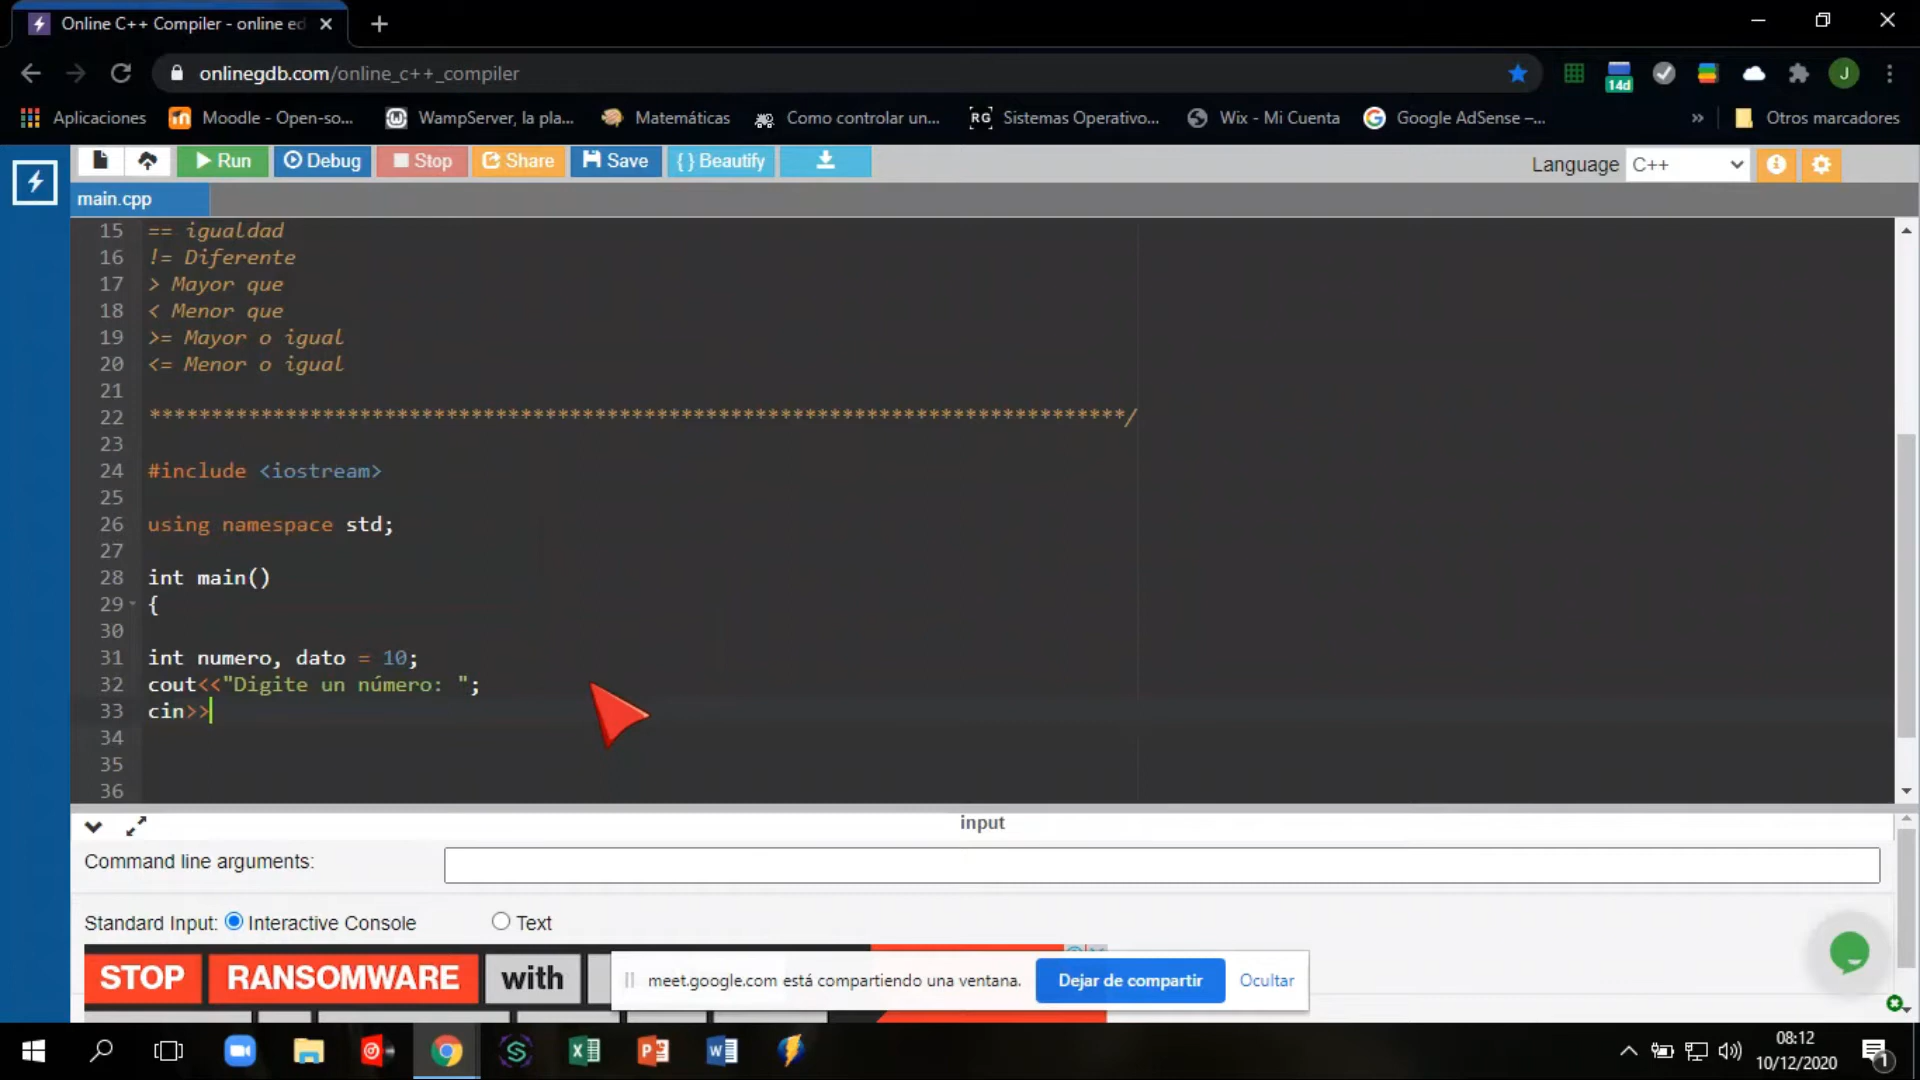 Online C++ Compiler - online ed
onlinegdb.com/online_c++_compiler
14d
J
Aplicaciones
Moodle - Open-so...
WampServer, la pla...
Matemáticas
Como controlar un...
RG
Sistemas Operativo...
Wix - Mi Cuenta
Google AdSense –...
»
Otros marcadores
Run
Debug
Stop
Share
Save
{ } Beautify
Language
C++
main.cpp
15 == igualdad
16 != Diferente
17 > Mayor que
18 < Menor que
19 >= Mayor o igual
20 <= Menor o igual
21
22 *******************************************************************************/
23
24 #include <iostream>
25
26 using namespace std;
27
28 int main()
29 {
30
31 int numero, dato = 10;
32 cout<<"Digite un número: ";
33 cin>>
34
35
36
input
Command line arguments:
Standard Input: Interactive Console Text
STOP RANSOMWARE with
meet.google.com está compartiendo una ventana.
Dejar de compartir
Ocultar
08:12
10/12/2020
1